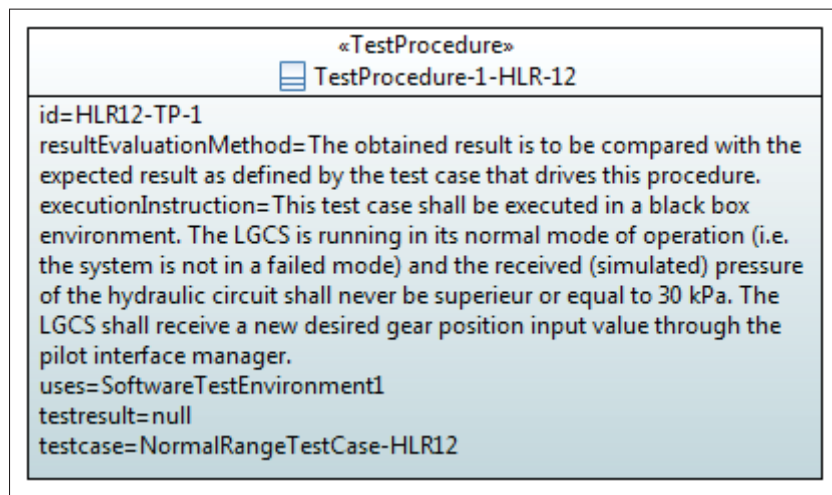 «TestProcedure»
TestProcedure-1-HLR-12
id=HLR12-TP-1
resultEvaluationMethod=The obtained result is to be compared with the
expected result as defined by the test case that drives this procedure.
executionInstruction=This test case shall be executed in a black box
environment. The LGCS is running in its normal mode of operation (i.e.
the system is not in a failed mode) and the received (simulated) pressure
of the hydraulic circuit shall never be superieur or equal to 30 kPa. The
LGCS shall receive a new desired gear position input value through the
pilot interface manager.
uses=SoftwareTestEnvironment1
testresult=null
testcase=NormalRangeTestCase-HLR12